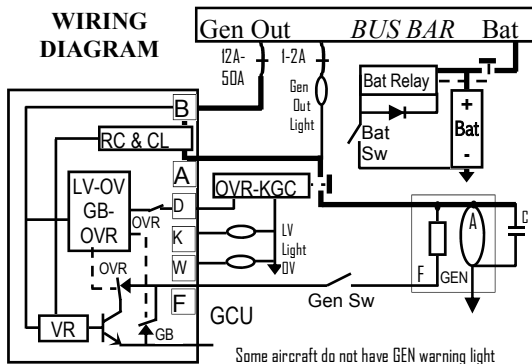 WIRING
DIAGRAM
Gen Out BUS BAR Bat
12A-
50A
1-2A
Gen
Out
Light
Bat Relay
Bat
Sw
+
Bat
-
B
RC & CL
A
LV-OV
GB-
OVR
OVR
D
OVR-KGC
K
LV
Light
OV
W
F
OVR
GCU
VR
GB
Gen Sw
F
GEN
A
C
Some aircraft do not have GEN warning light